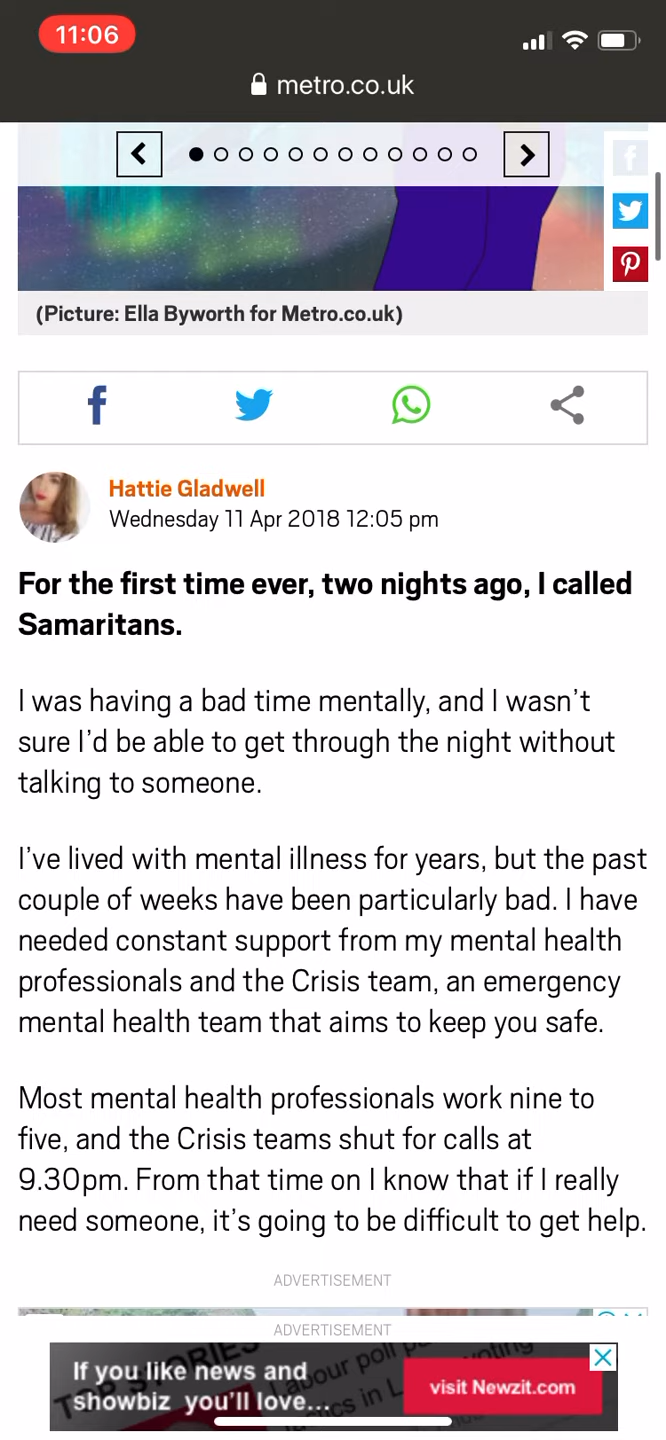 11:06
metro.co.uk
(Picture: Ella Byworth for Metro.co.uk)
Hattie Gladwell
Wednesday 11 Apr 2018 12:05 pm
For the first time ever, two nights ago, I called
Samaritans.
I was having a bad time mentally, and I wasn't
sure I'd be able to get through the night without
talking to someone.
I've lived with mental illness for years, but the past
couple of weeks have been particularly bad. I have
needed constant support from my mental health
professionals and the Crisis team, an emergency
mental health team that aims to keep you safe.
Most mental health professionals work nine to
five, and the Crisis teams shut for calls at
9.30pm. From that time on I know that if I really
need someone, it's going to be difficult to get help.
ADVERTISEMENT
ADVERTISEMENT
If you like news and
showbiz you'll love...
TOP STORIES
Labour poll
voting
visit Newzit.com